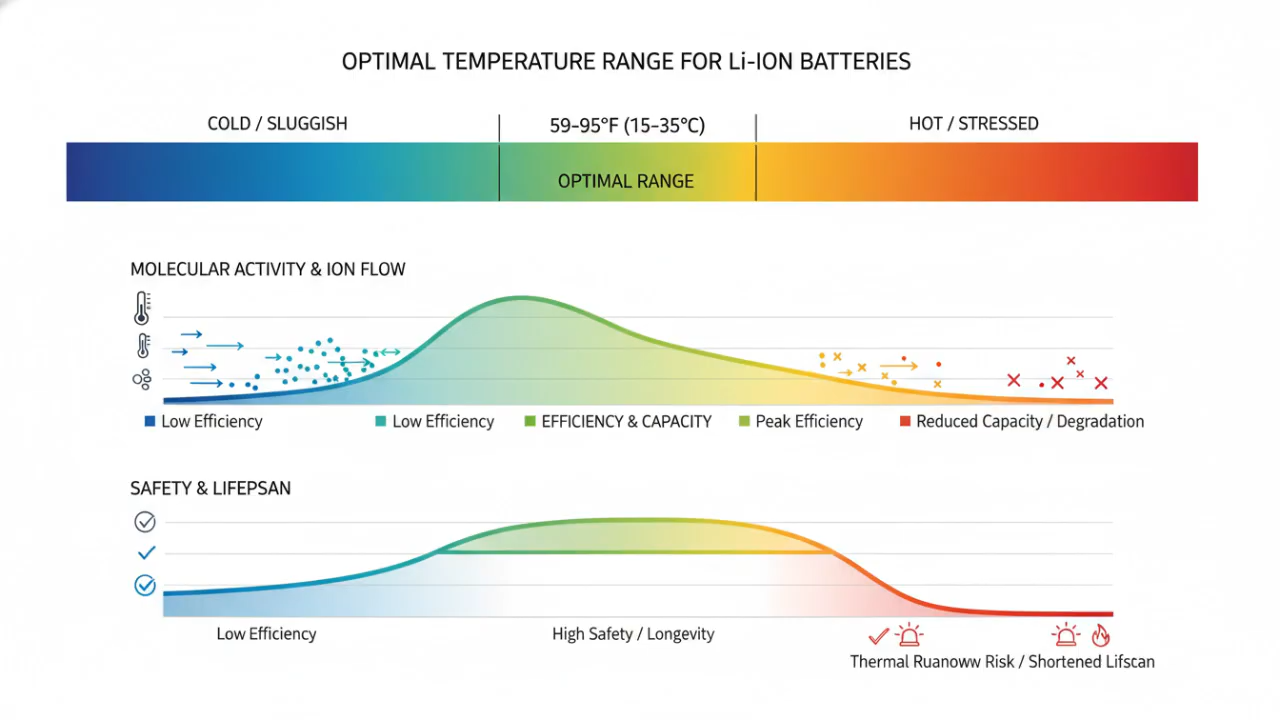 OPTIMAL TEMPERATURE RANGE FOR Li-ION BATTERIES
COLD / SLUGGISH
59-95°F (15-35°C)
HOT / STRESSED
OPTIMAL RANGE
MOLECULAR ACTIVITY & ION FLOW
Low Efficiency
Low Efficiency
EFFICIENCY & CAPACITY
Peak Efficiency
Reduced Capacity / Degradation
SAFETY & LIFEPSAN
Low Efficiency
High Safety / Longevity
Thermal Ruanoww Risk / Shortened Lifscan